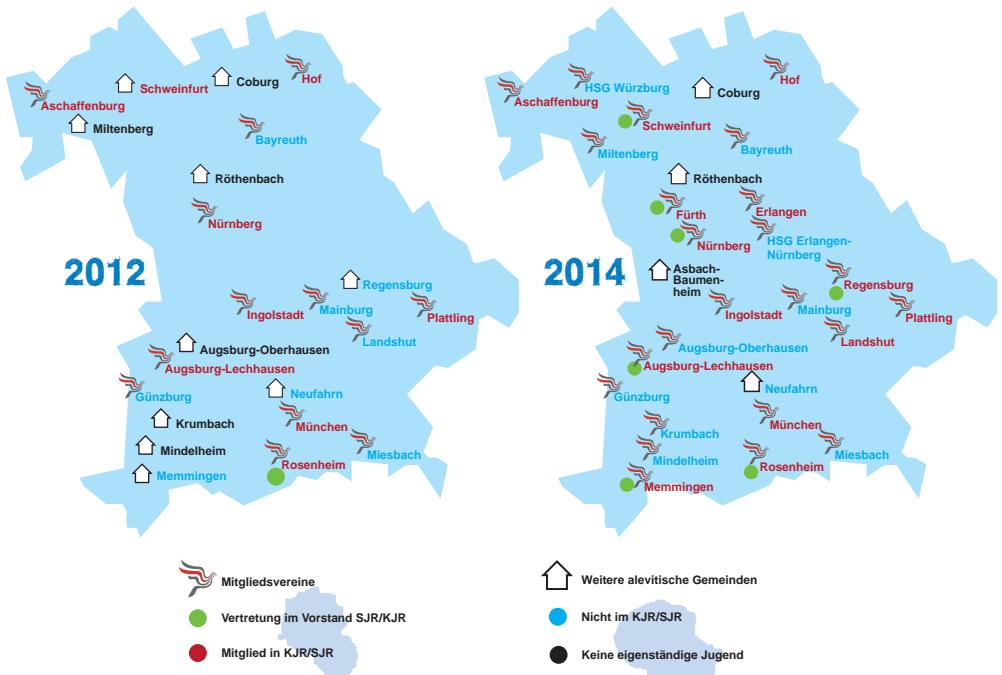 Hof
Coburg
Schweinfurt
Aschaffenburg
Miltenberg
Bayreuth
Röthenbach
Nürnberg
2012
Regensburg
Ingolstadt
Mainburg
Plattling
Landshut
Augsburg-Oberhausen
Augsburg-Lechhausen
Günzburg
Neufahrn
Krumbach
München
Mindelheim
Miesbach
Rosenheim
Memmingen
Hof
HSG Würzburg
Coburg
Aschaffenburg
Schweinfurt
Miltenberg
Bayreuth
Röthenbach
Fürth
Erlangen
Nürnberg
HSG Erlangen-
Nürnberg
2014
Asbach-
Baumen-
heim
Regensburg
Ingolstadt
Mainburg
Plattling
Landshut
Augsburg-Oberhausen
Augsburg-Lechhausen
Günzburg
Neufahrn
Krumbach
München
Mindelheim
Miesbach
Rosenheim
Memmingen
Mitgliedsvereine
Vertretung im Vorstand SJR/KJR
Mitglied in KJR/SJR
Weitere alevitische Gemeinden
Nicht im KJR/SJR
Keine eigenständige Jugend